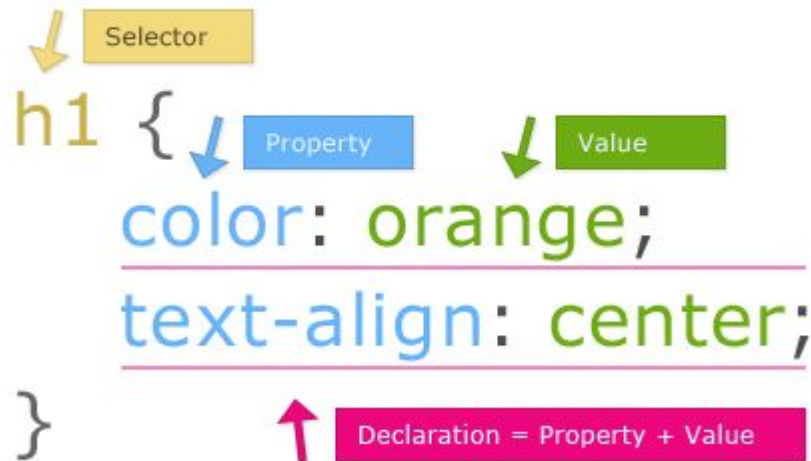 Selector
h1 {
Property
Value
color: orange;
text-align: center;
}
Declaration = Property + Value